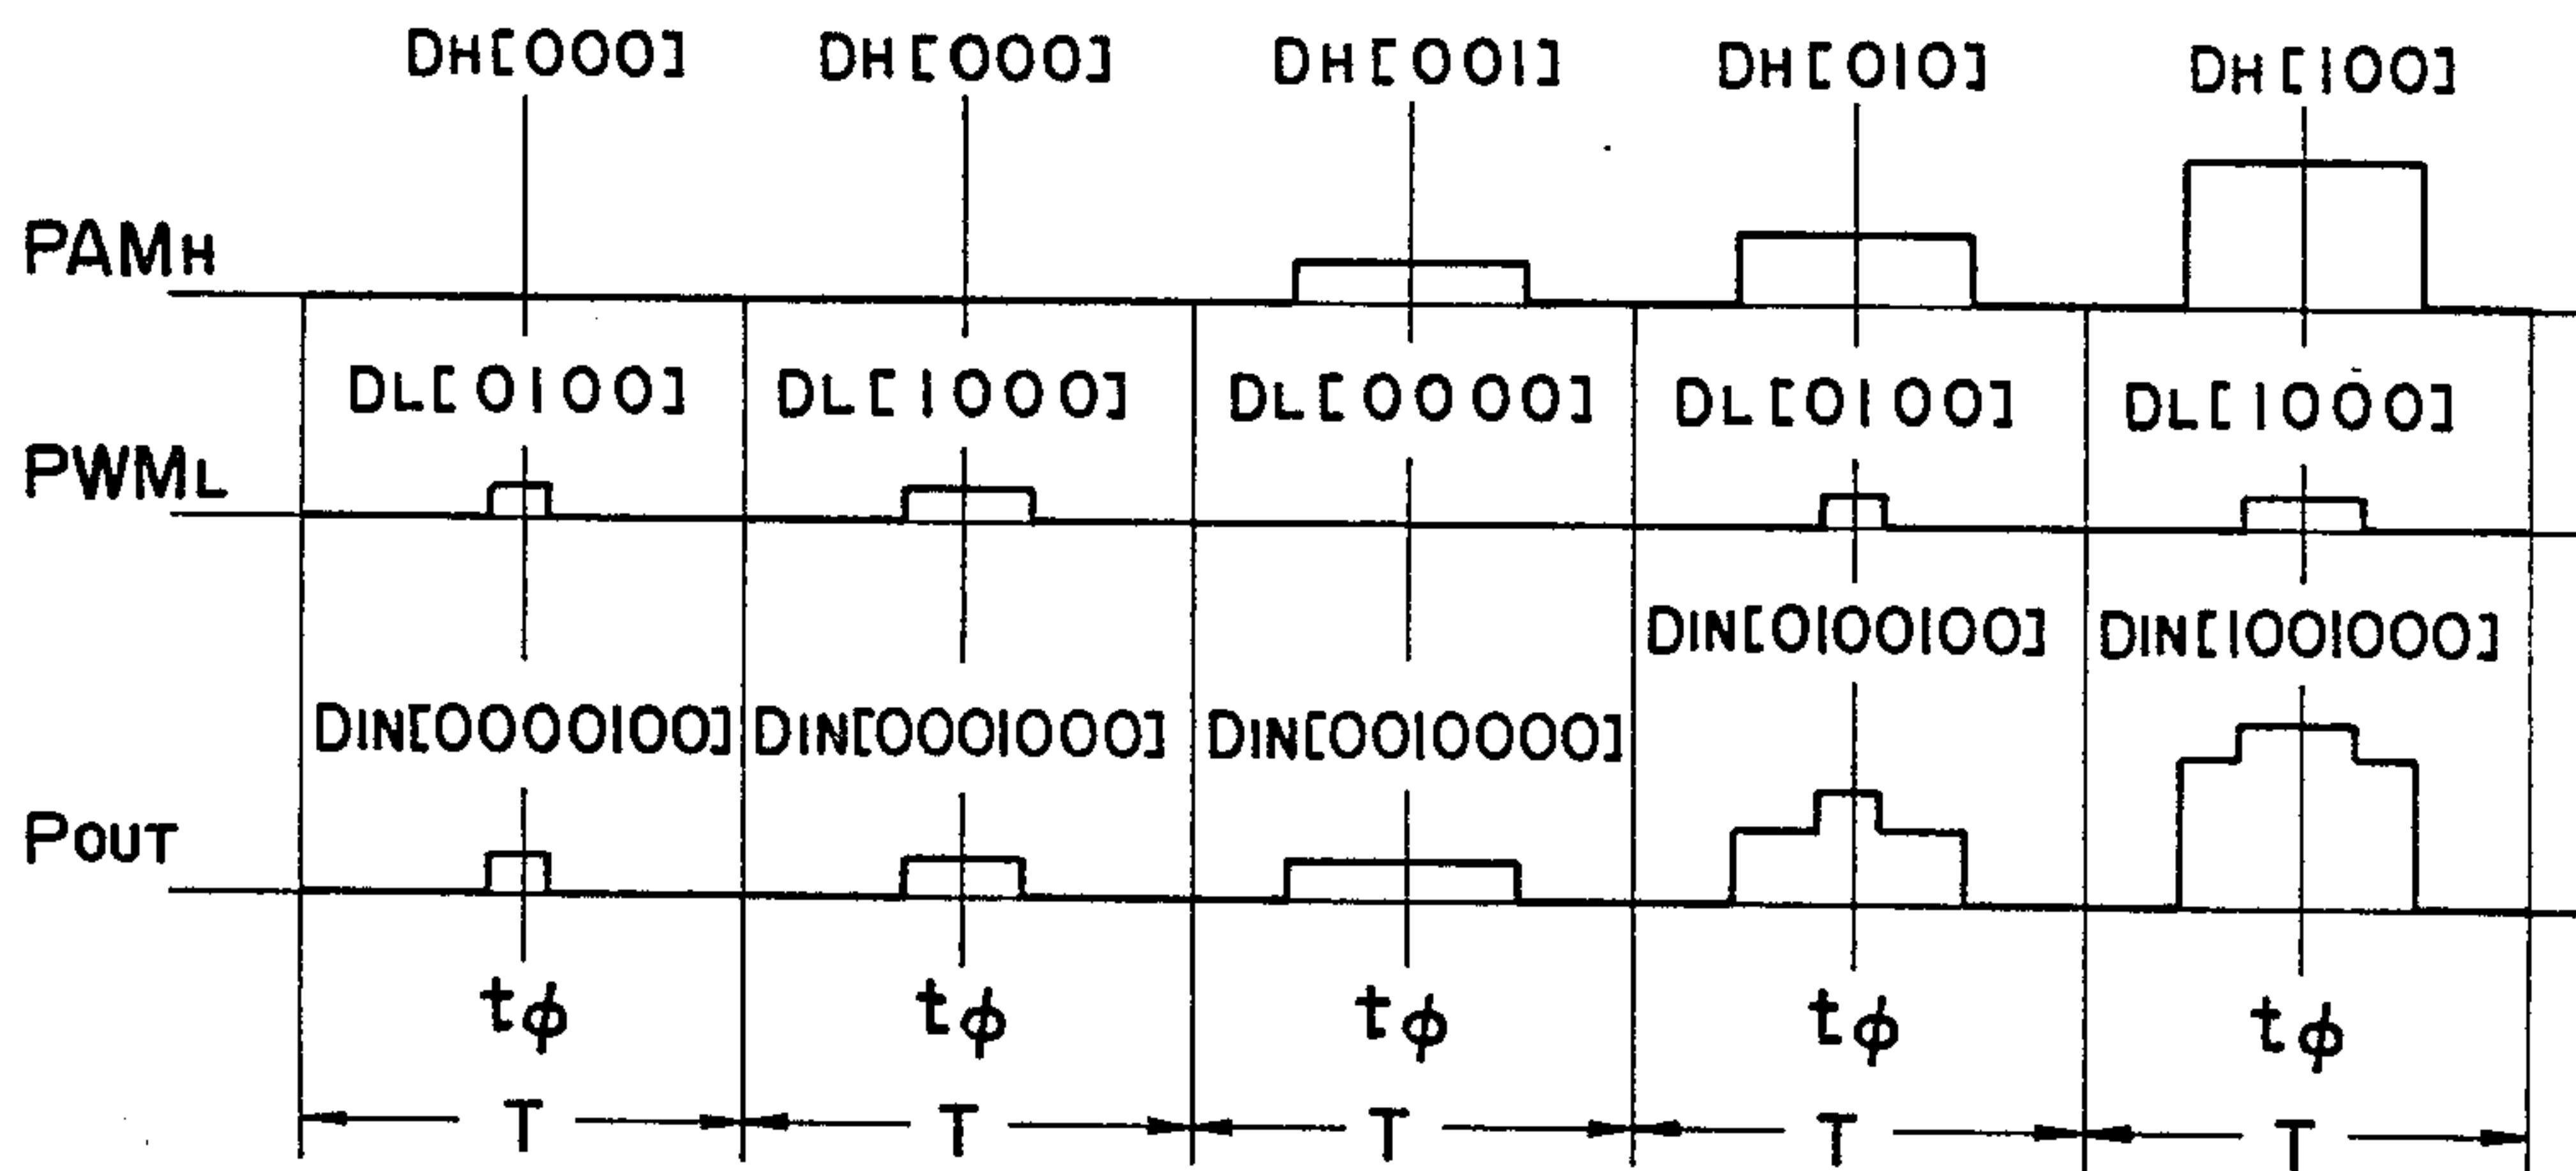 DH[000] DH[000] DH[001] DH[010] DH[100]
PAMH
DL[0100] DL[1000] DL[0000] DL[0100] DL[1000]
PWML
DIN[0100100] DIN[1001000]
DIN[0000100] DIN[0001000] DIN[0010000]
POUT
tϕ tϕ tϕ tϕ tϕ
T T T T T